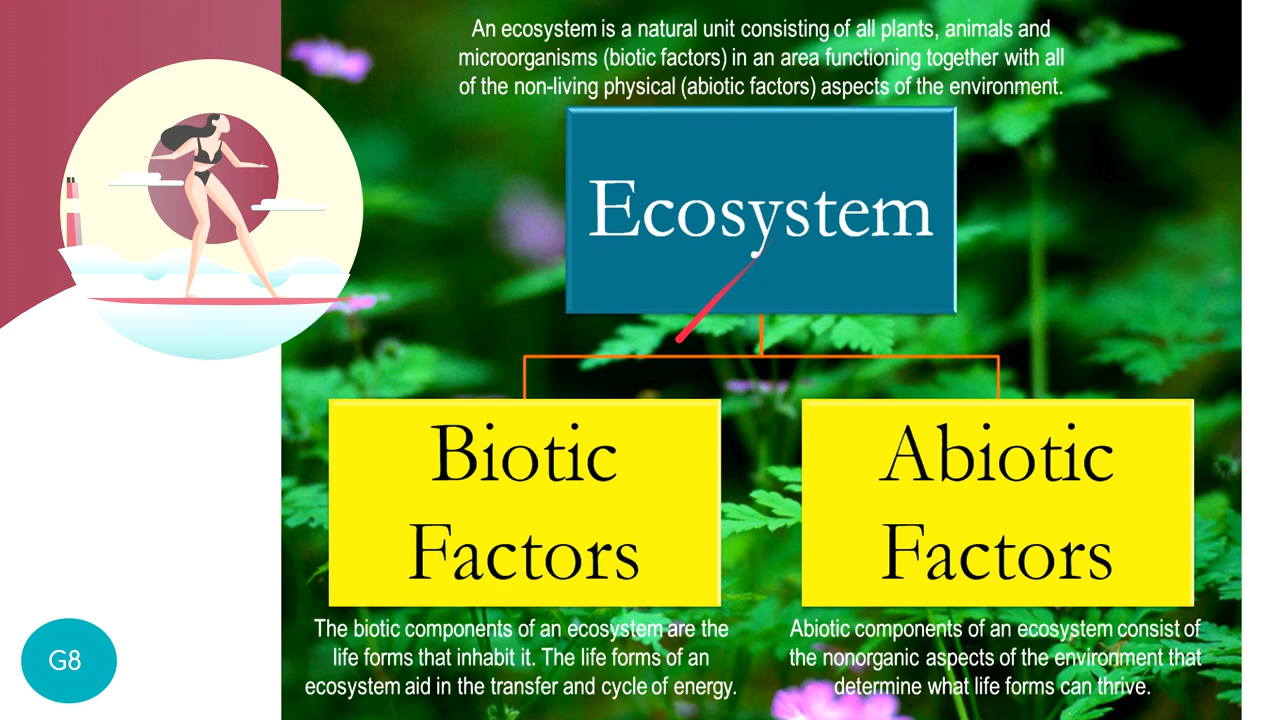 An ecosystem is a natural unit consisting of all plants, animals and
microorganisms (biotic factors) in an area functioning together with all
of the non-living physical (abiotic factors) aspects of the environment.
Ecosystem
Biotic
Factors
Abiotic
Factors
The biotic components of an ecosystem are the
life forms that inhabit it. The life forms of an
ecosystem aid in the transfer and cycle of energy.
Abiotic components of an ecosystem consist of
the nonorganic aspects of the environment that
determine what life forms can thrive.
G8